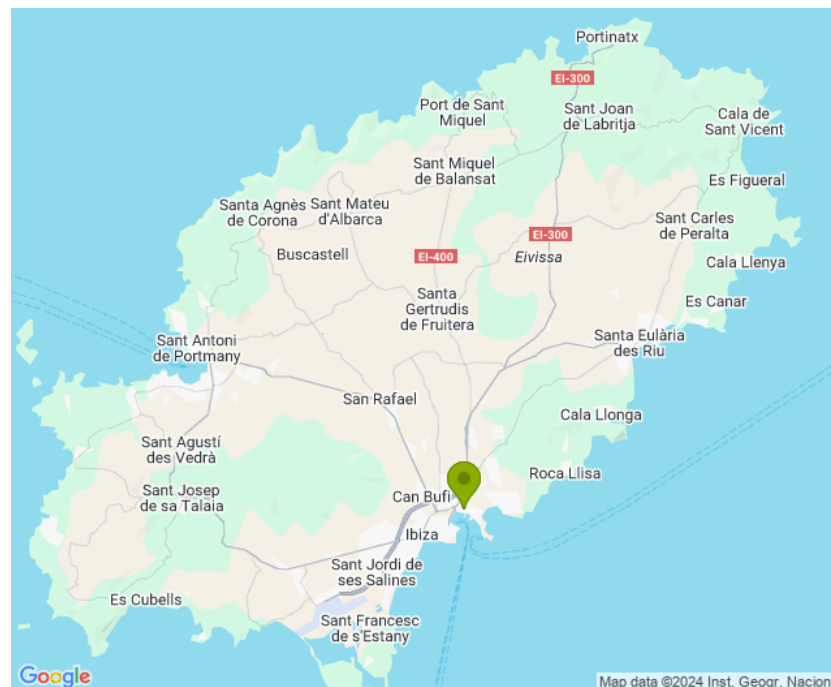 Portinatx
EI-300
Port de Sant
Miquel
Sant Joan
de Labritja
Cala de
Sant Vicent
Sant Miquel
de Balansat
Es Figueral
Santa Agnès
de Corona
Sant Mateu
d'Albarca
Sant Carles
de Peralta
EI-300
Buscastell
EI-400
Eivissa
Cala Llenya
Santa
Gertrudis
de Fruitera
Es Canar
Sant Antoni
de Portmany
Santa Eulària
des Riu
San Rafael
Cala Llonga
Sant Agustí
des Vedrà
Roca Llisa
Sant Josep
de sa Talaia
Can Bufí
Ibiza
Sant Jordi de
ses Salines
Es Cubells
Sant Francesc
de s'Estany
Google
Map data ©2024 Inst. Geogr. Nacion